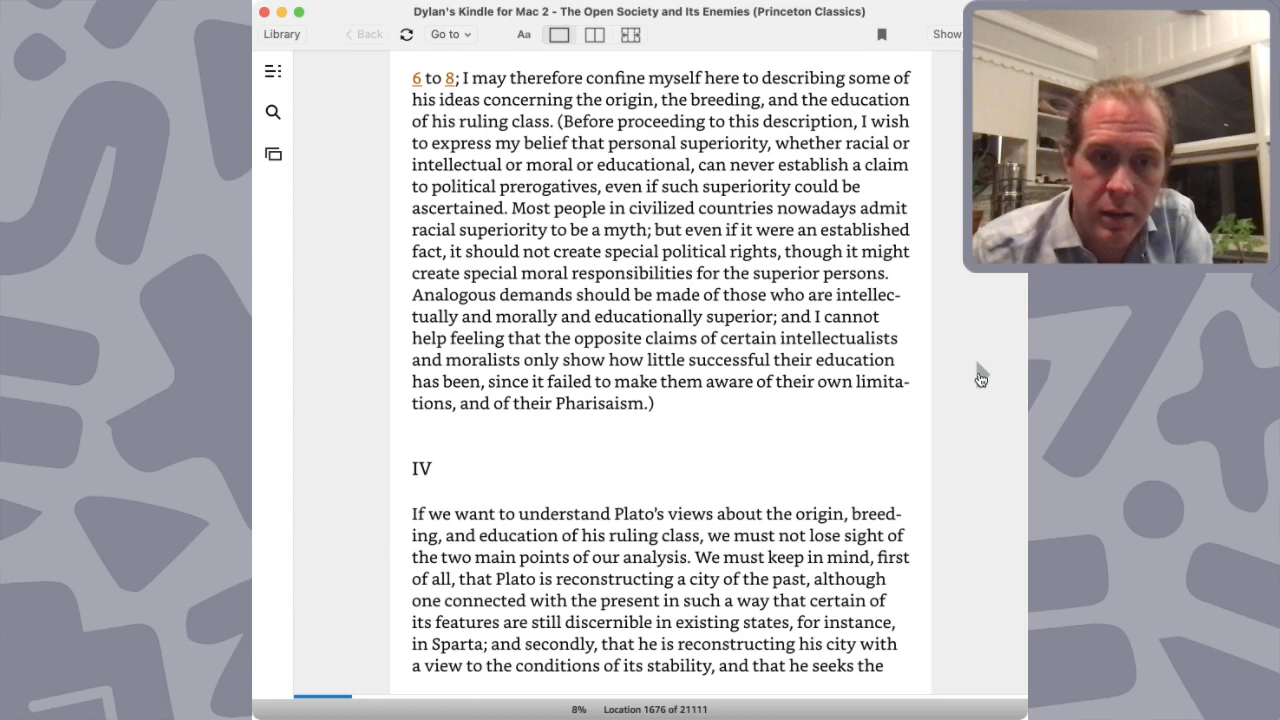 Dylan's Kindle for Mac 2 - The Open Society and Its Enemies (Princeton Classics)
Library
Back
Go to
Aa
Show
6 to 8; I may therefore confine myself here to describing some of
his ideas concerning the origin, the breeding, and the education
of his ruling class. (Before proceeding to this description, I wish
to express my belief that personal superiority, whether racial or
intellectual or moral or educational, can never establish a claim
to political prerogatives, even if such superiority could be
ascertained. Most people in civilized countries nowadays admit
racial superiority to be a myth; but even if it were an established
fact, it should not create special political rights, though it might
create special moral responsibilities for the superior persons.
Analogous demands should be made of those who are intellec-
tually and morally and educationally superior; and I cannot
help feeling that the opposite claims of certain intellectualists
and moralists only show how little successful their education
has been, since it failed to make them aware of their own limita-
tions, and of their Pharisaism.)
IV
If we want to understand Plato's views about the origin, breed-
ing, and education of his ruling class, we must not lose sight of
the two main points of our analysis. We must keep in mind, first
of all, that Plato is reconstructing a city of the past, although
one connected with the present in such a way that certain of
its features are still discernible in existing states, for instance,
in Sparta; and secondly, that he is reconstructing his city with
a view to the conditions of its stability, and that he seeks the
8%
Location 1676 of 21111